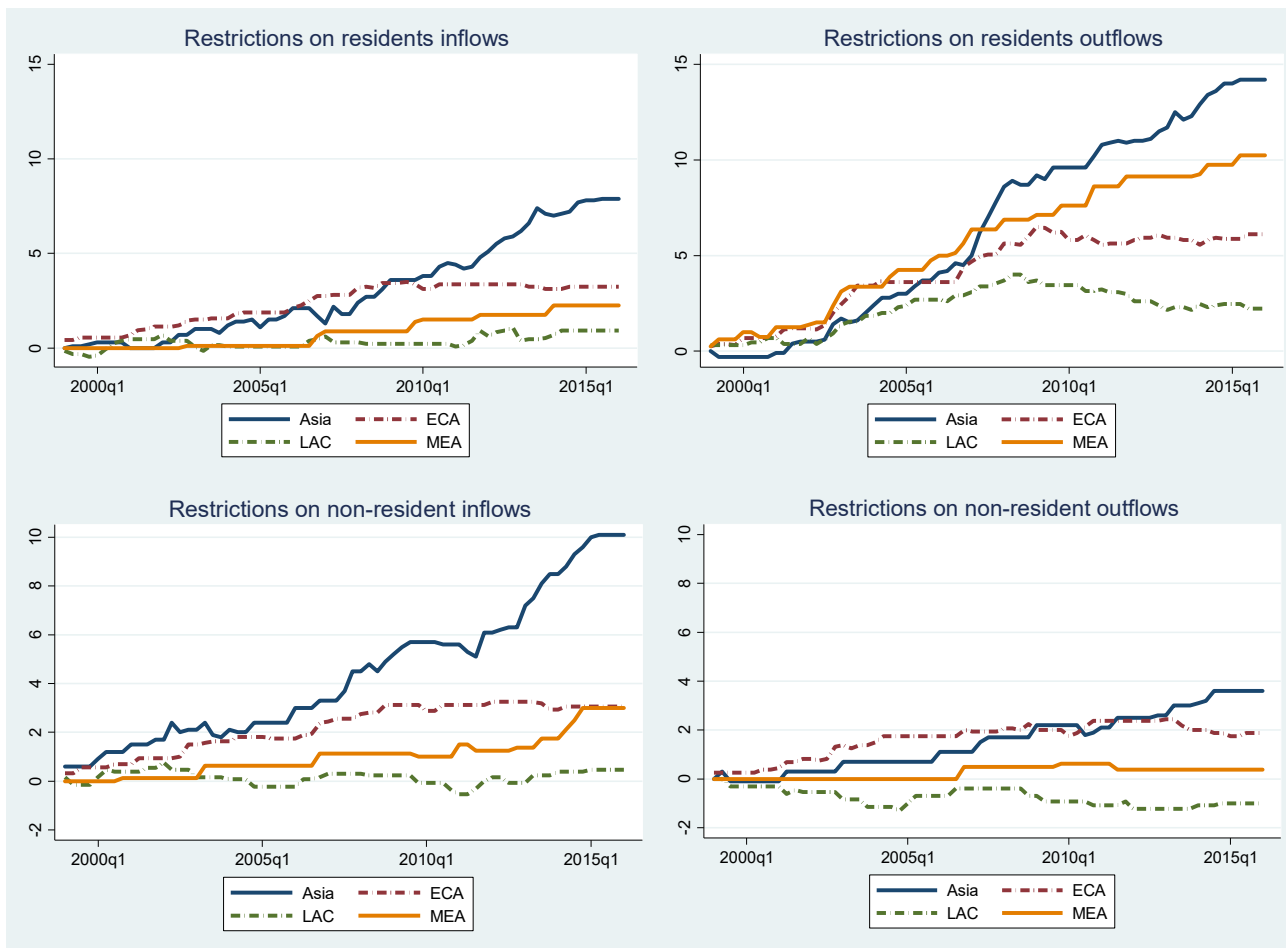 Restrictions on residents inflows
15
10
5
0
2000q1 2005q1 2010q1 2015q1
Asia ECA
LAC MEA
Restrictions on residents outflows
15
10
5
0
2000q1 2005q1 2010q1 2015q1
Asia ECA
LAC MEA
Restrictions on non-resident inflows
10
8
6
4
2
0
-2
2000q1 2005q1 2010q1 2015q1
Asia ECA
LAC MEA
Restrictions on non-resident outflows
10
8
6
4
2
0
-2
2000q1 2005q1 2010q1 2015q1
Asia ECA
LAC MEA